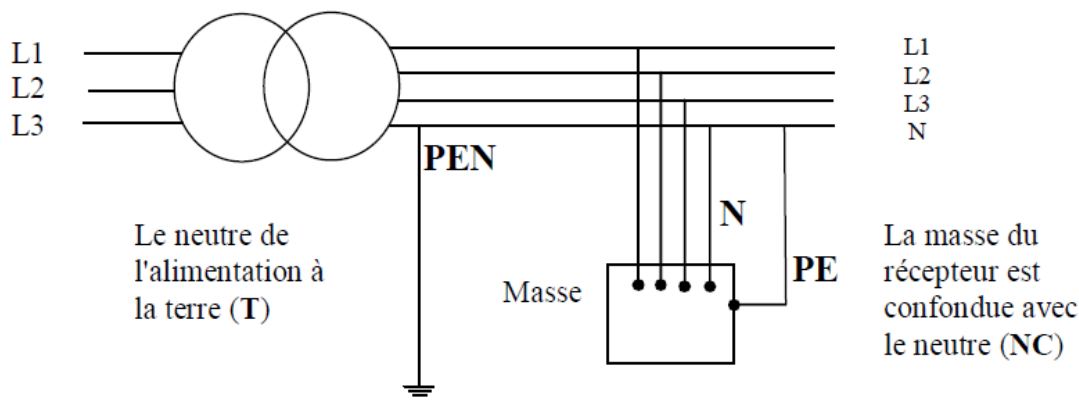 L1
L2
L3
L1
L2
L3
N
PEN
N
PE
Masse
Le neutre de
l'alimentation à
la terre (T)
La masse du
récepteur est
confondue avec
le neutre (NC)